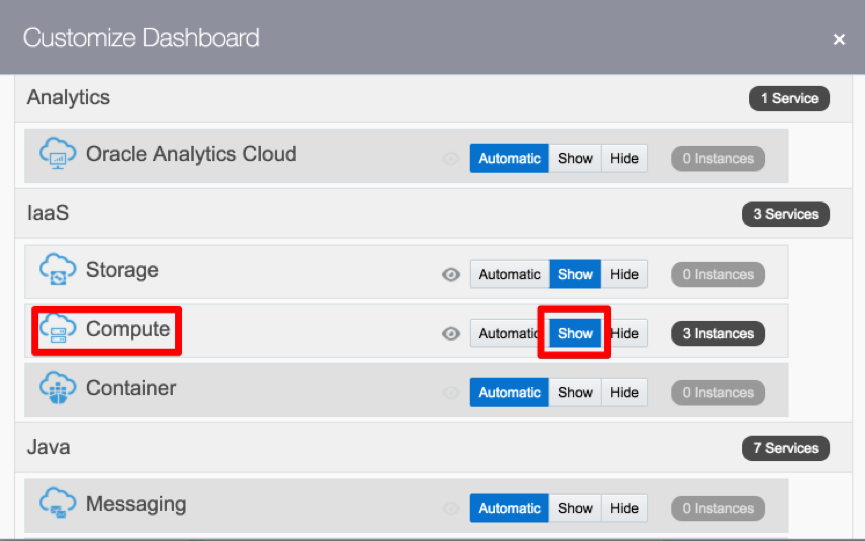 Customize Dashboard ×
Analytics 1 Service
Oracle Analytics Cloud Automatic Show Hide 0 Instances
IaaS 3 Services
Storage Automatic Show Hide 0 Instances
Compute Automatic Show Hide 3 Instances
Container Automatic Show Hide 0 Instances
Java 7 Services
Messaging Automatic Show Hide 0 Instances